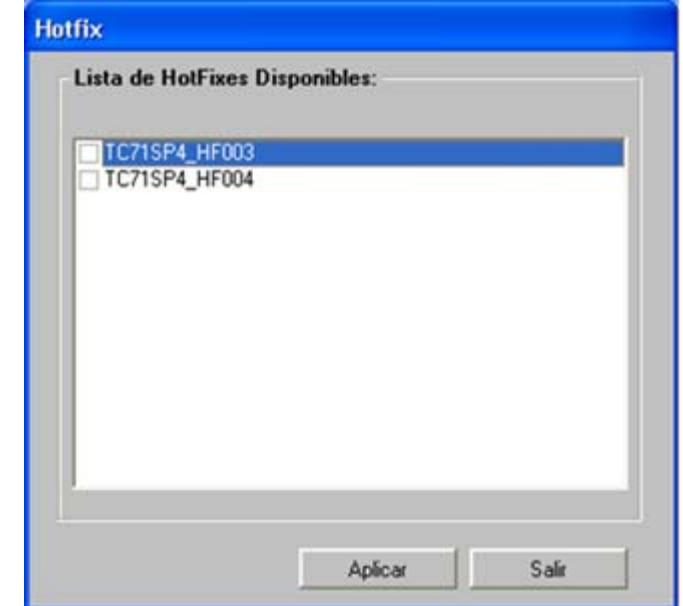 Hotfix
Lista de HotFixes Disponibles:
TC71SP4_HF003
TC71SP4_HF004
Aplicar
Salir